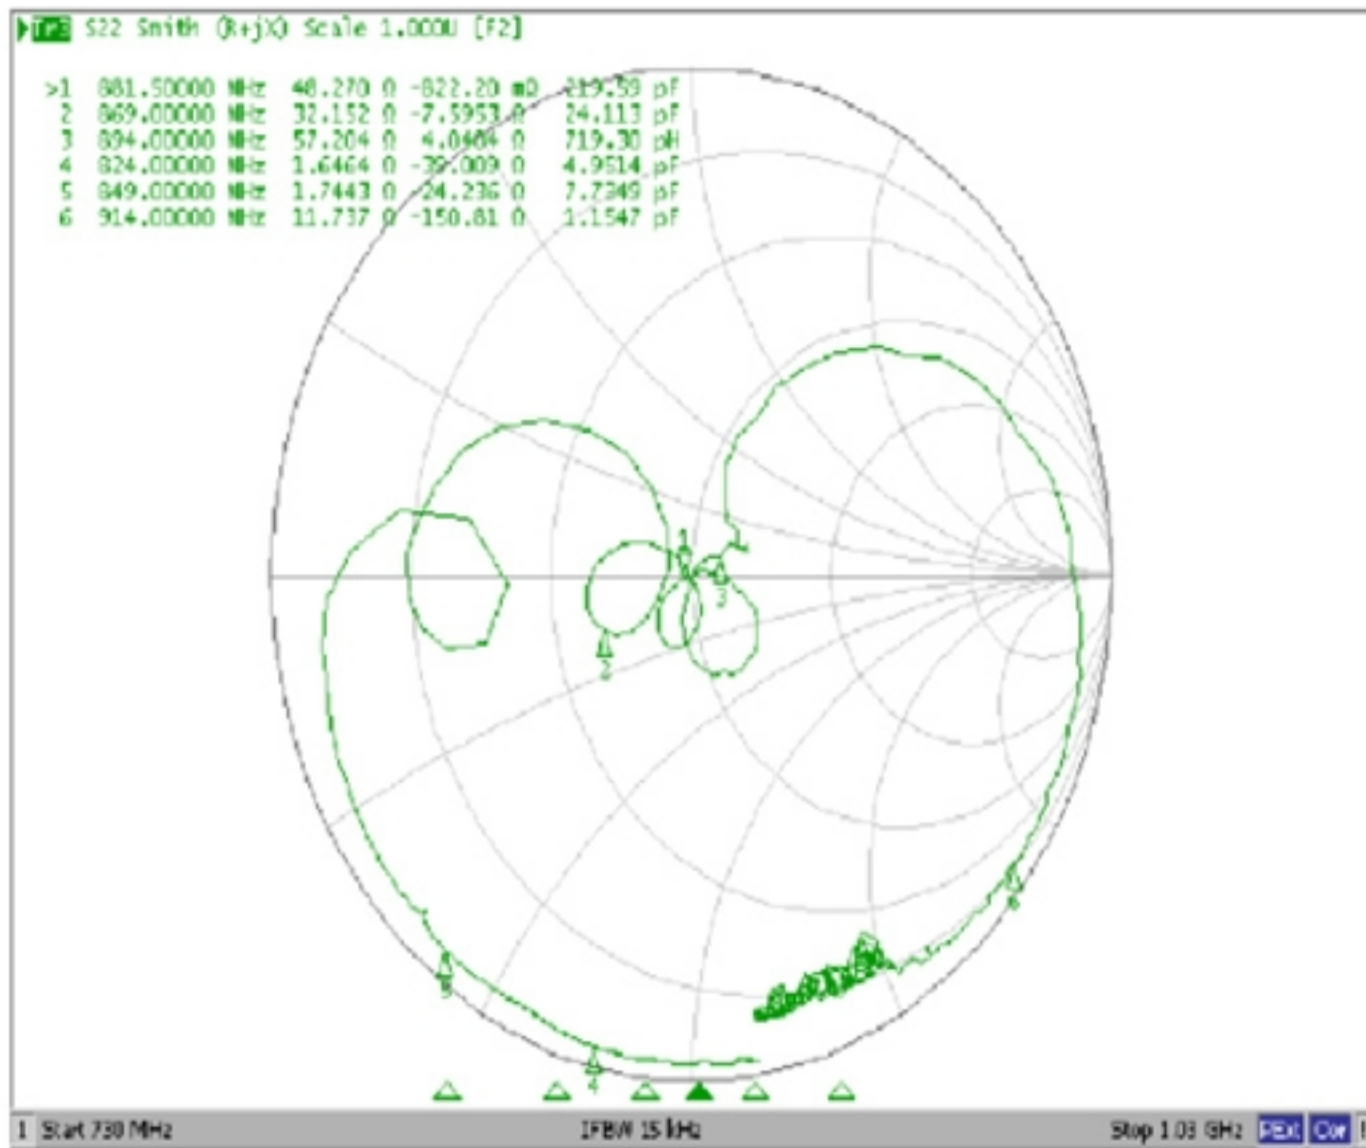 S22 Smith (R+jX) Scale 1.000U [F2]
>1 881.50000 MHz 48.270 Ω -822.20 mΩ 219.59 pF
2 869.00000 MHz 32.152 Ω -7.5953 Ω 24.113 pF
3 894.00000 MHz 57.204 Ω 4.0404 Ω 719.30 pH
4 824.00000 MHz 1.6464 Ω -39.009 Ω 4.9514 pF
5 849.00000 MHz 1.7443 Ω -24.236 Ω 7.7349 pF
6 914.00000 MHz 11.737 Ω -150.81 Ω 1.1547 pF
1
3
2
6
5
4
1 Start 730 MHz IFBW 15 kHz Stop 1.03 GHz Cor